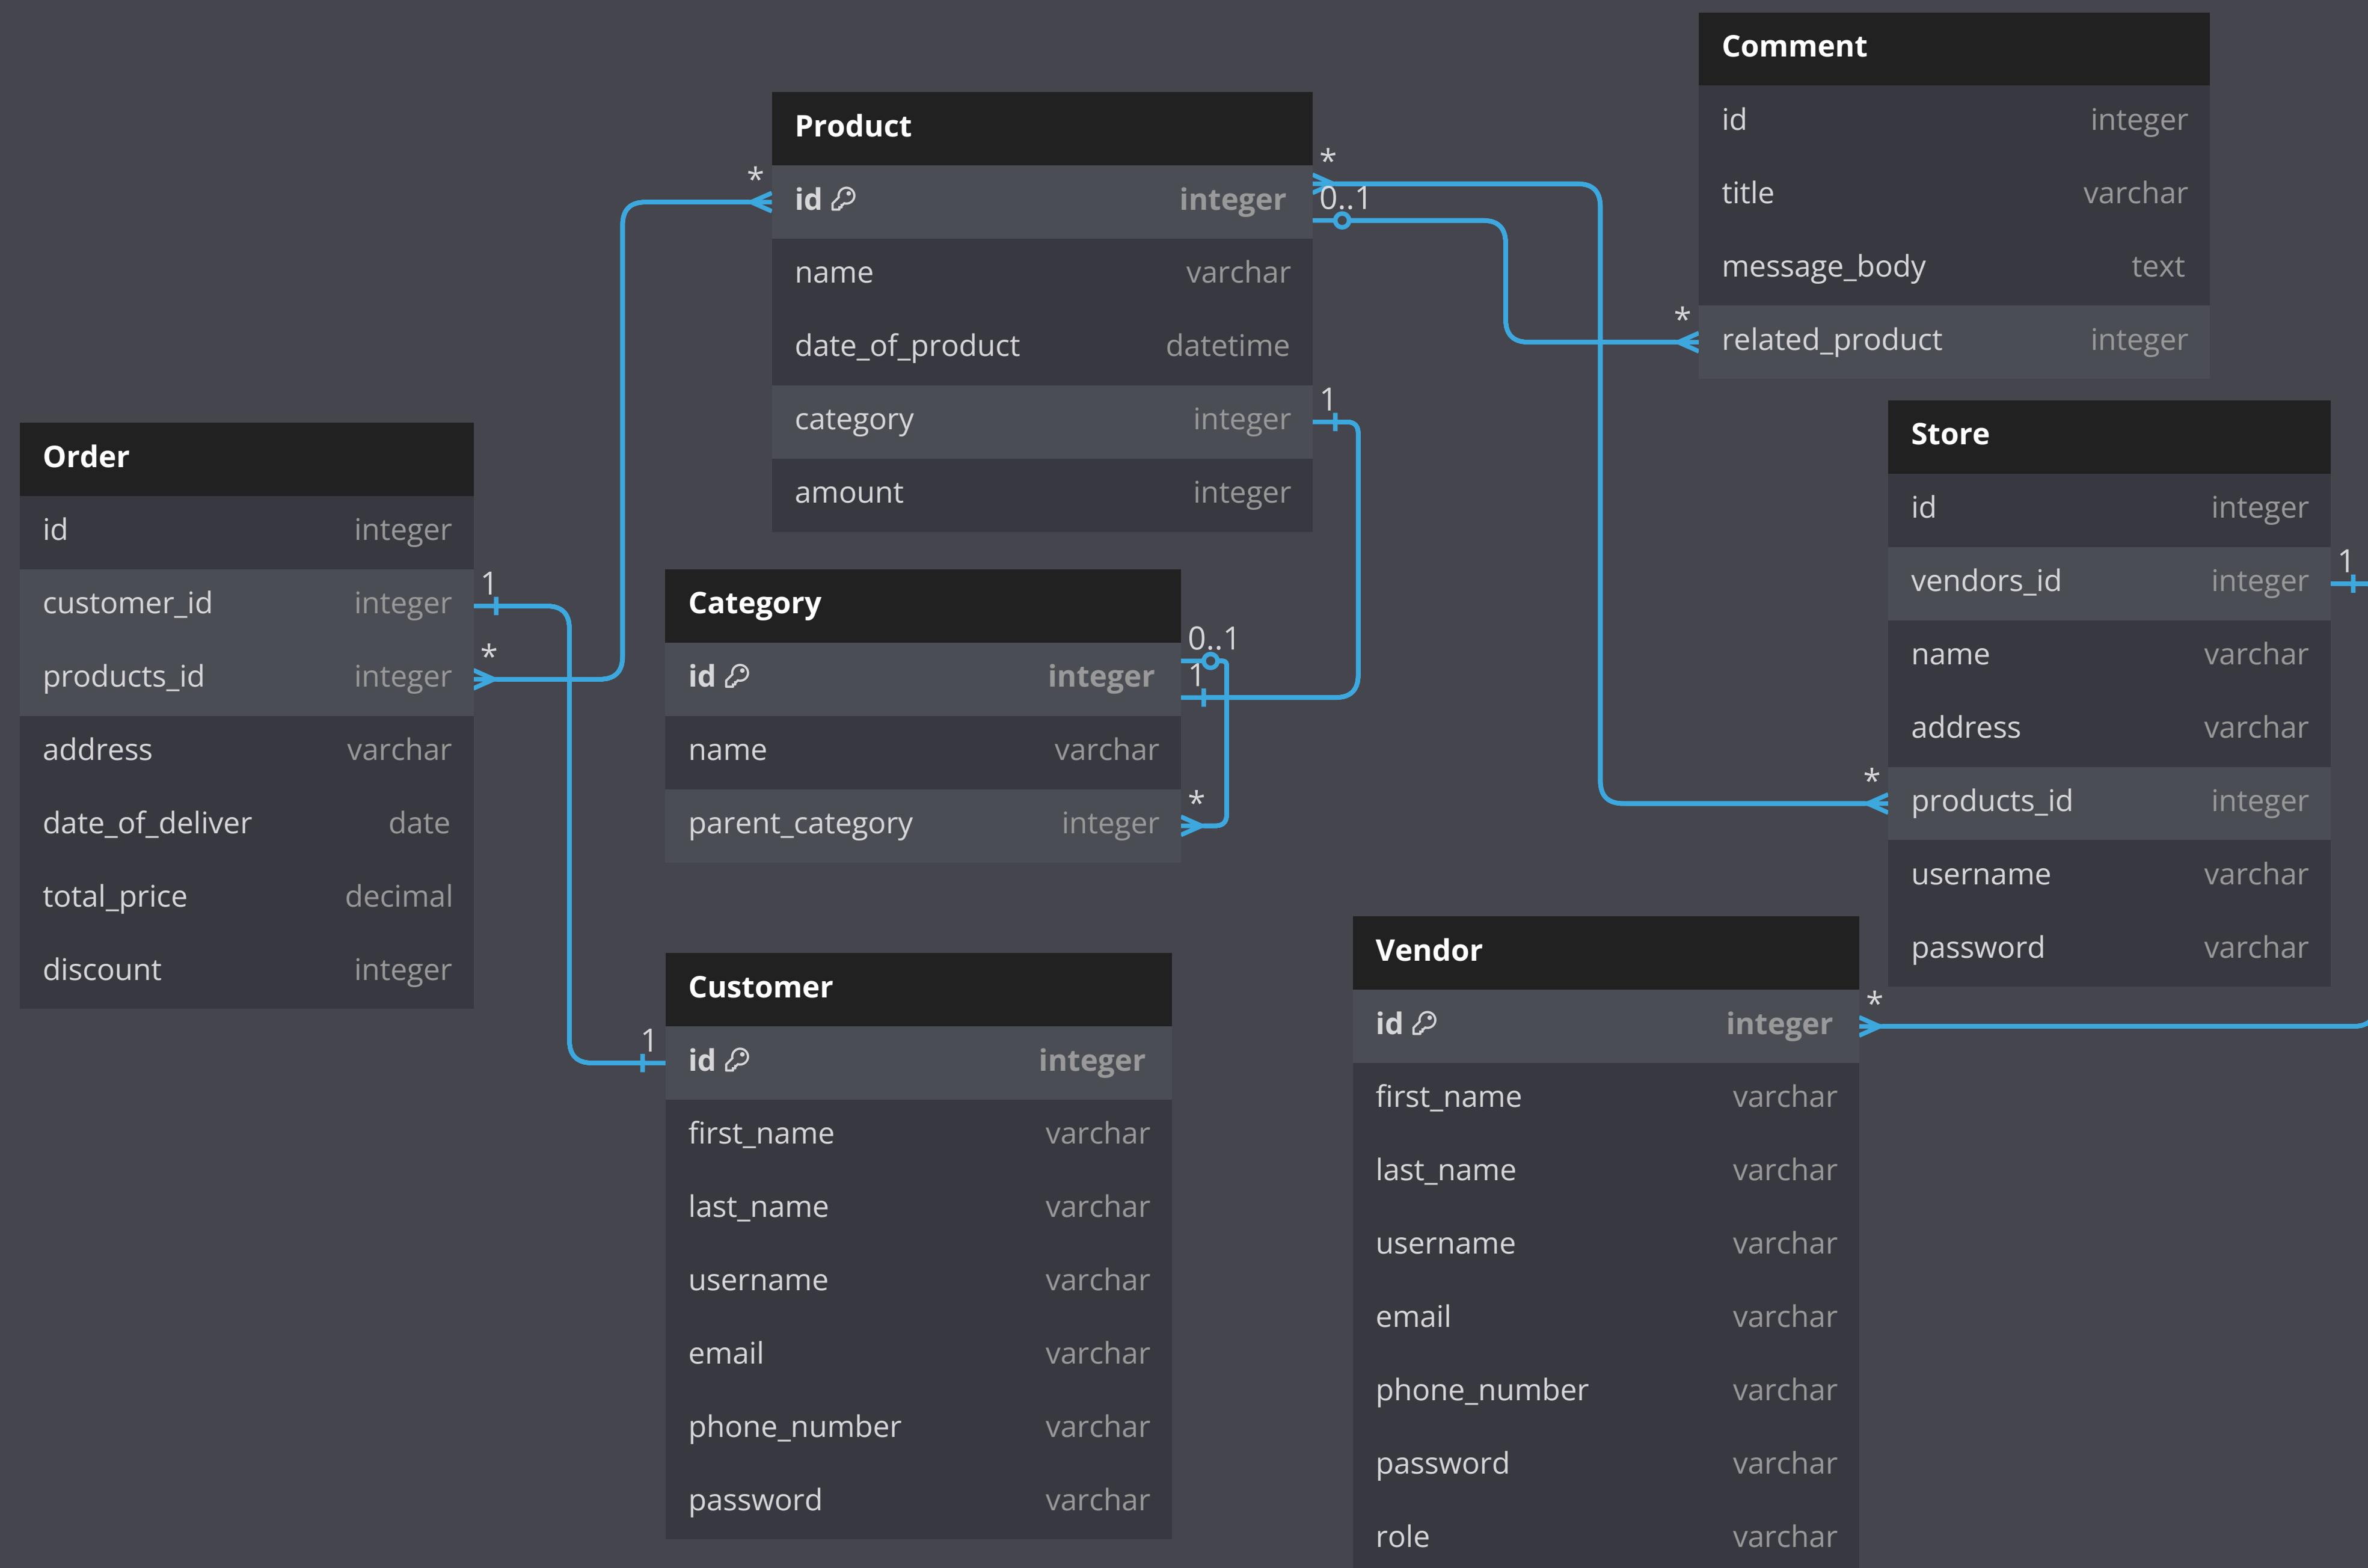 Comment
id integer
title varchar
message_body text
* related_product integer
Product
* id integer *
0..1
name varchar
date_of_product datetime
category integer 1
amount integer
Store
id integer
vendors_id integer 1
name varchar
address varchar
* products_id integer
username varchar
password varchar
Order
id integer
customer_id integer 1
products_id integer *
address varchar
date_of_deliver date
total_price decimal
discount integer
Category
0..1
id integer 1
name varchar
parent_category integer *
Customer
1 id integer
first_name varchar
last_name varchar
username varchar
email varchar
phone_number varchar
password varchar
Vendor
id integer *
first_name varchar
last_name varchar
username varchar
email varchar
phone_number varchar
password varchar
role varchar